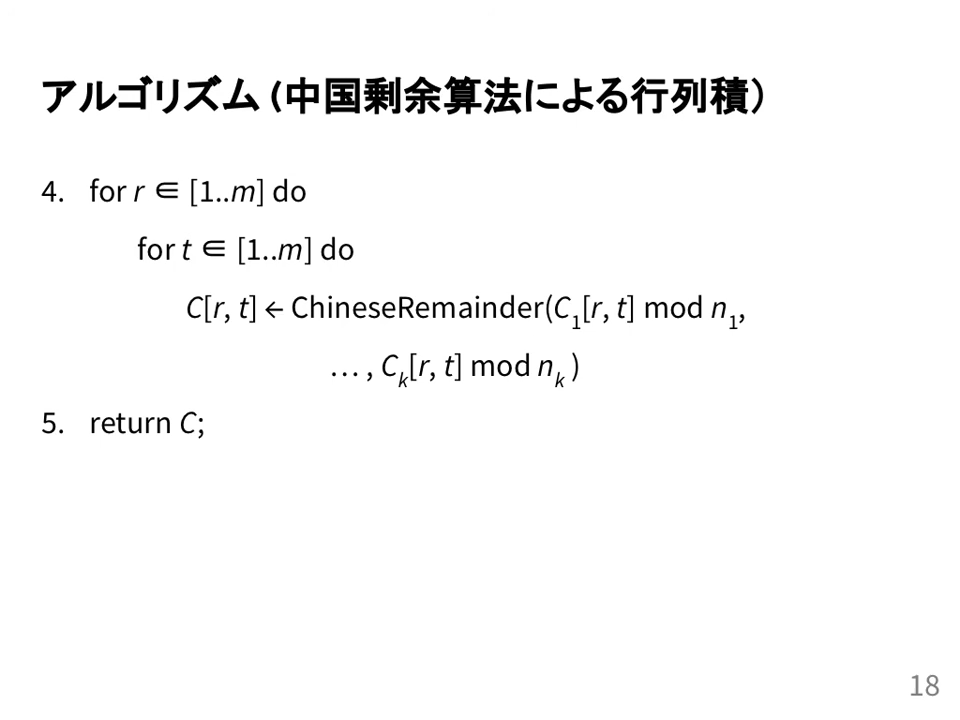 アルゴリズム (中国剰余算法による行列積）
4. for r ∈ [1..m] do
for t ∈ [1..m] do
C[r, t] ← ChineseRemainder(C₁[r, t] mod n₁,
… , Cₖ[r, t] mod nₖ )
5. return C;
18